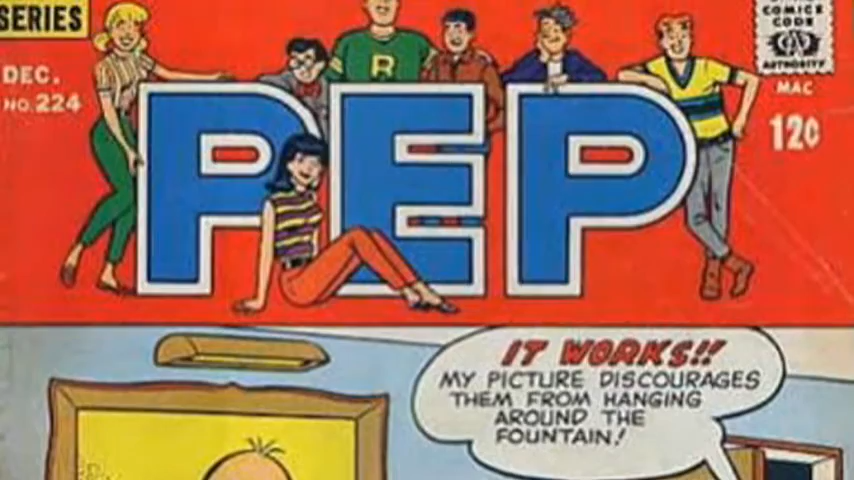 SERIES
DEC.
NO. 224
PEP
R
COMICS
CODE
AUTHORITY
MAC
12¢
IT WORKS!!
MY PICTURE DISCOURAGES
THEM FROM HANGING
AROUND THE
FOUNTAIN!